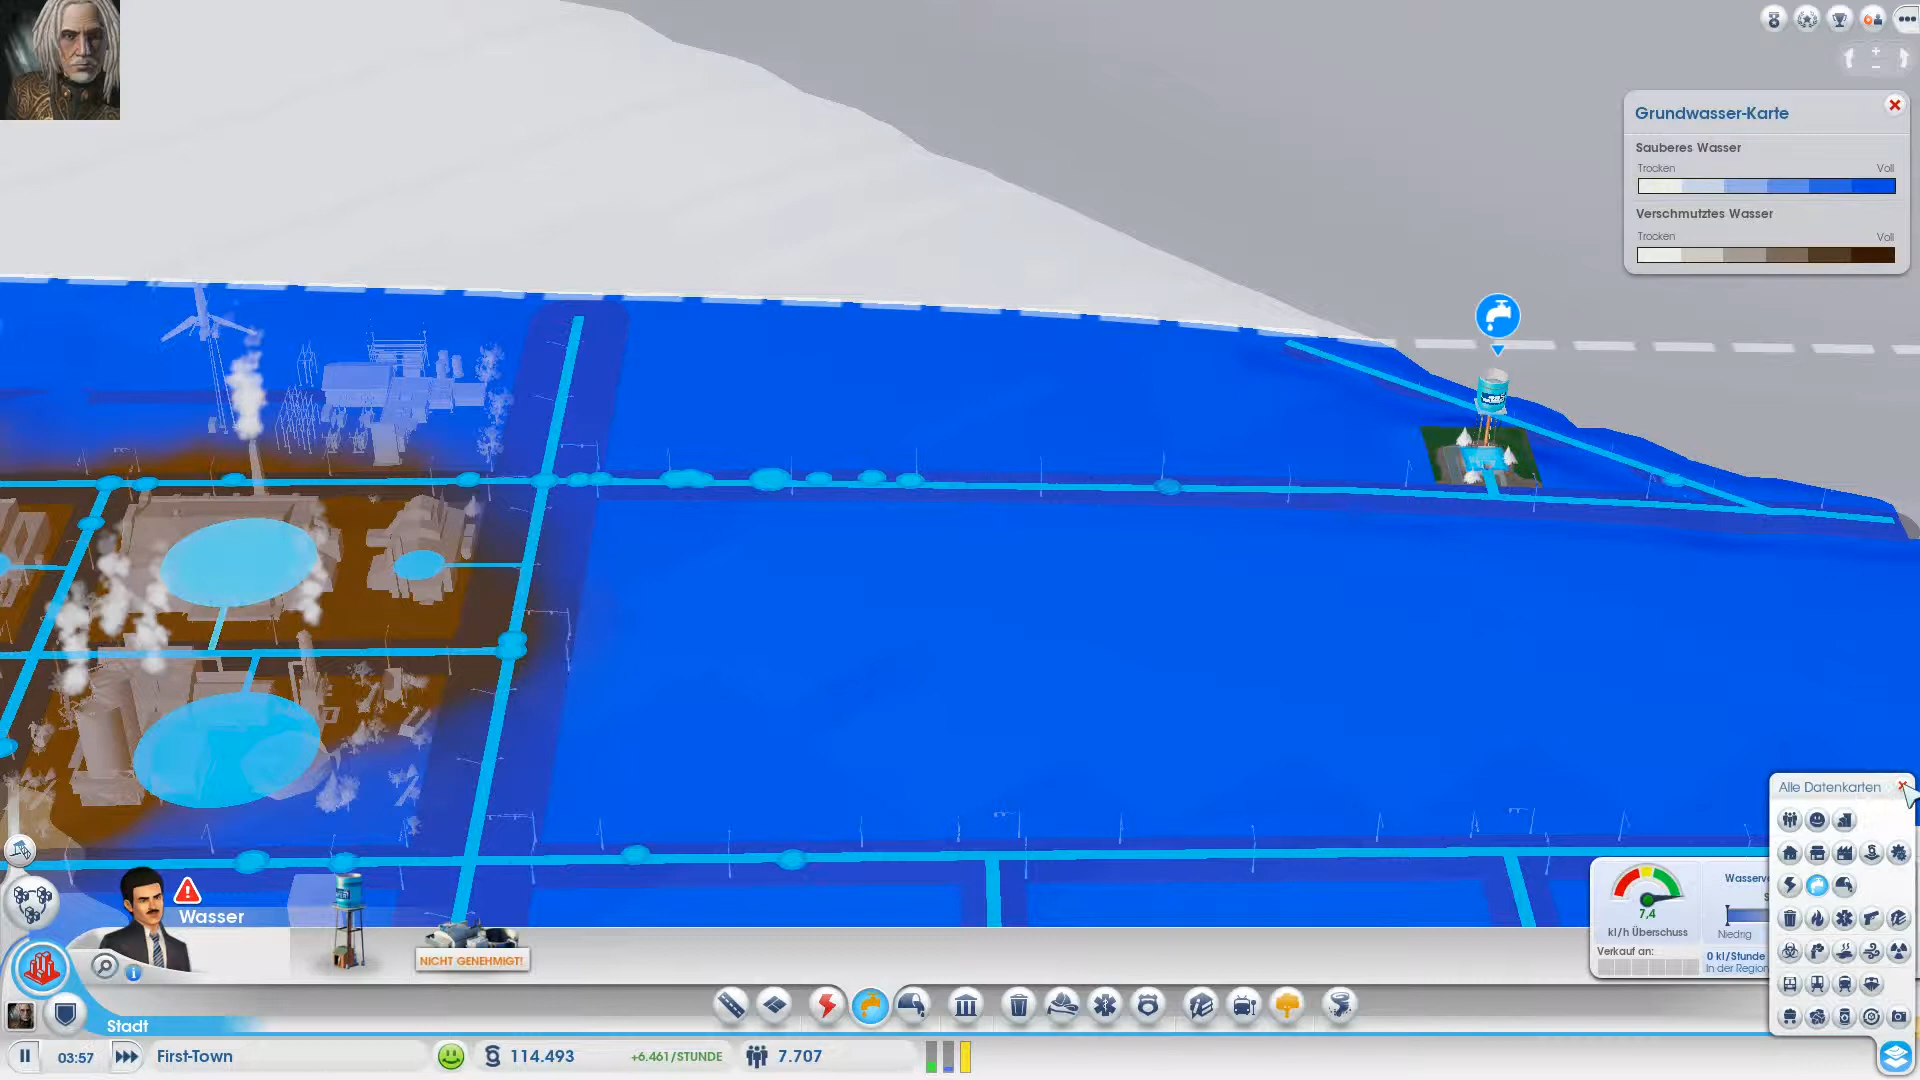 Grundwasser-Karte
Sauberes Wasser
Trocken Voll
Verschmutztes Wasser
Trocken Voll
Alle Datenkarten
Wasser
NICHT GENEHMIGT!
7,4
kl/h Überschuss
Niedrig
Verkauf an:
0 kl/Stunde
In der Region
Stadt
03:57
First-Town
114.493
+6.461/STUNDE
7.707